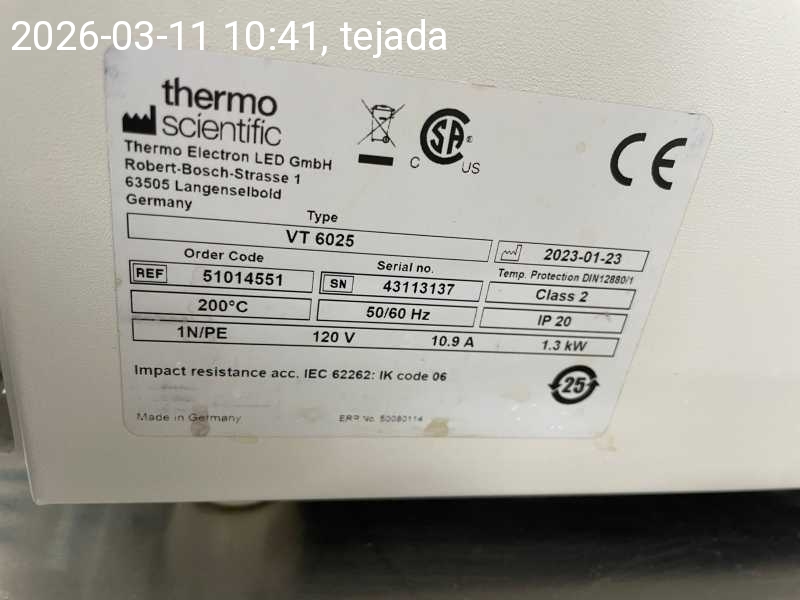 2026-03-11 10:41, tejada
thermo
scientific
Thermo Electron LED GmbH
Robert-Bosch-Strasse 1
63505 Langenselbold
Germany
C SA® US
CE
Type
VT 6025
2023-01-23
Order Code
Serial no.
Temp. Protection DIN12880/1
REF 51014551
SN 43113137
Class 2
200°C
50/60 Hz
IP 20
1N/PE 120 V 10.9 A 1.3 kW
Impact resistance acc. IEC 62262: IK code 06
25
Made in Germany
ERP No. 50080114